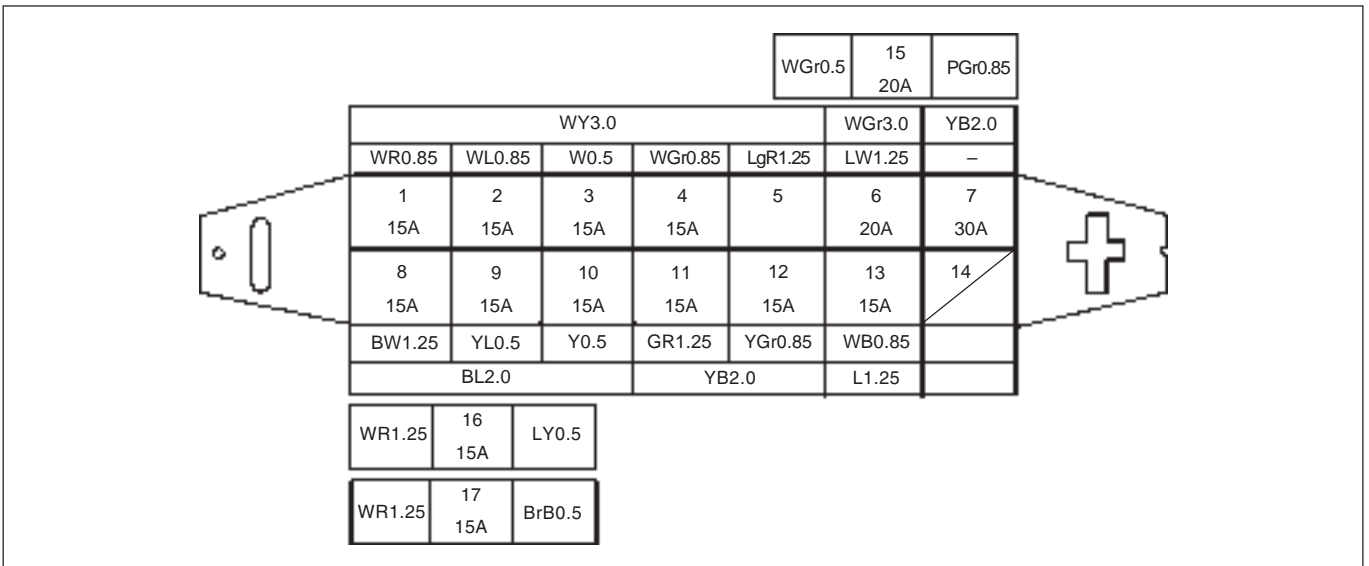 WGr0.5 15 PGr0.85
20A
WY3.0 WGr3.0 YB2.0
WR0.85 WL0.85 W0.5 WGr0.85 LgR1.25 LW1.25 –
1 2 3 4 5 6 7
15A 15A 15A 15A 20A 30A
8 9 10 11 12 13 14
15A 15A 15A 15A 15A 15A
BW1.25 YL0.5 Y0.5 GR1.25 YGr0.85 WB0.85
BL2.0 YB2.0 L1.25
WR1.25 16 LY0.5
15A
WR1.25 17 BrB0.5
15A